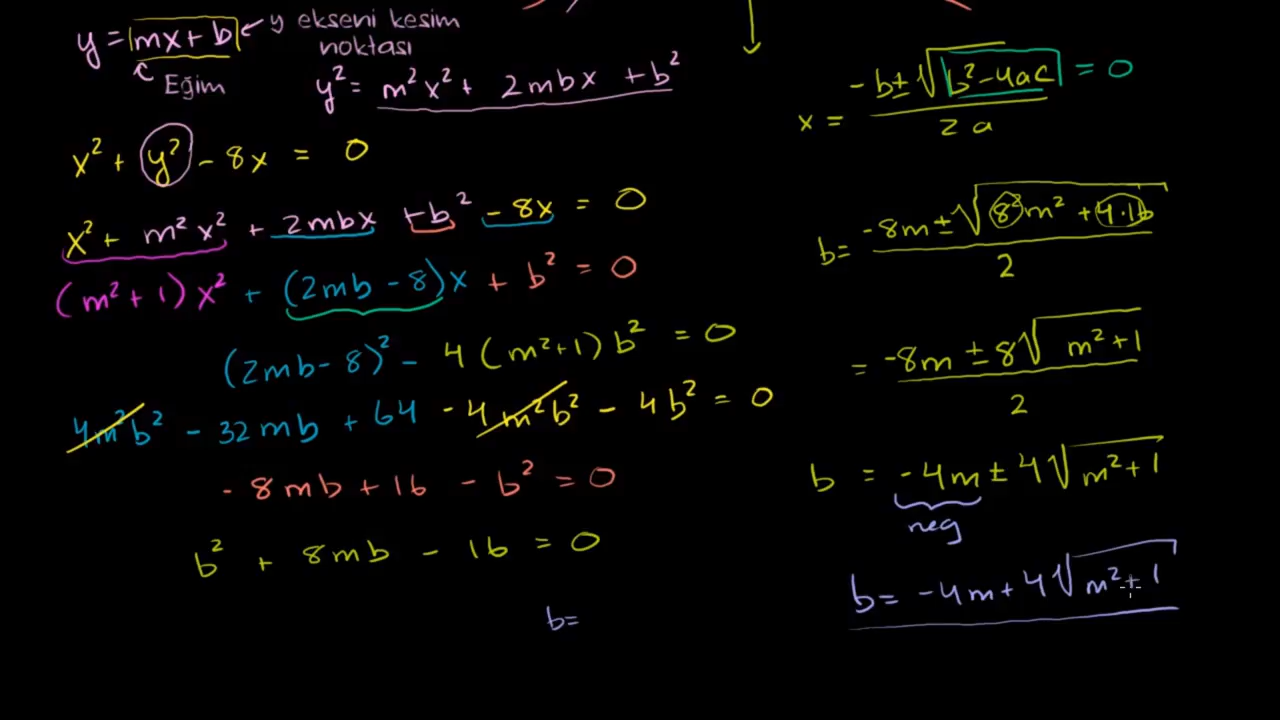 y = mx + b ← y ekseni kesim
noktası
Eğim
y² = m²x² + 2mbx + b²
x² + y² - 8x = 0
x² + m²x² + 2mbx + b² - 8x = 0
(m² + 1)x² + (2mb - 8)x + b² = 0
(2mb - 8)² - 4(m²+1)b² = 0
4m²b² - 32mb + 64 - 4m²b² - 4b² = 0
- 8mb + 16 - b² = 0
b² + 8mb - 16 = 0
b=
x = (-b ± √(b² - 4ac))/(2a) = 0
b = (-8m ± √(8²m² + 4·16))/2
= (-8m ± 8√(m²+1))/2
b = -4m ± 4√(m²+1)
neg
b = -4m + 4√(m²+1)